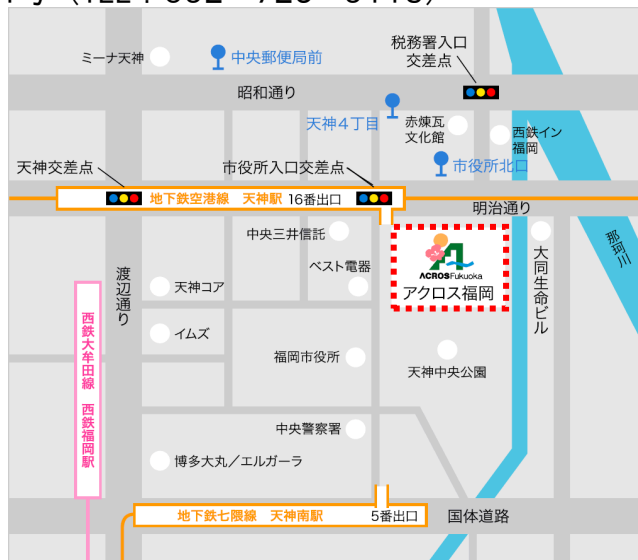 ミーナ天神
中央郵便局前
税務署入口
交差点
昭和通り
天神4丁目
赤煉瓦
文化館
西鉄イン
福岡
天神交差点
市役所入口交差点
市役所北口
地下鉄空港線 天神駅 16番出口
明治通り
那珂川
中央三井信託
ベスト電器
渡辺通り
天神コア
ACROS Fukuoka
アクロス福岡
大同生命ビル
イムズ
西鉄大牟田線 西鉄福岡駅
福岡市役所
天神中央公園
中央警察署
博多大丸/エルガーラ
地下鉄七隈線 天神南駅 5番出口
国体道路